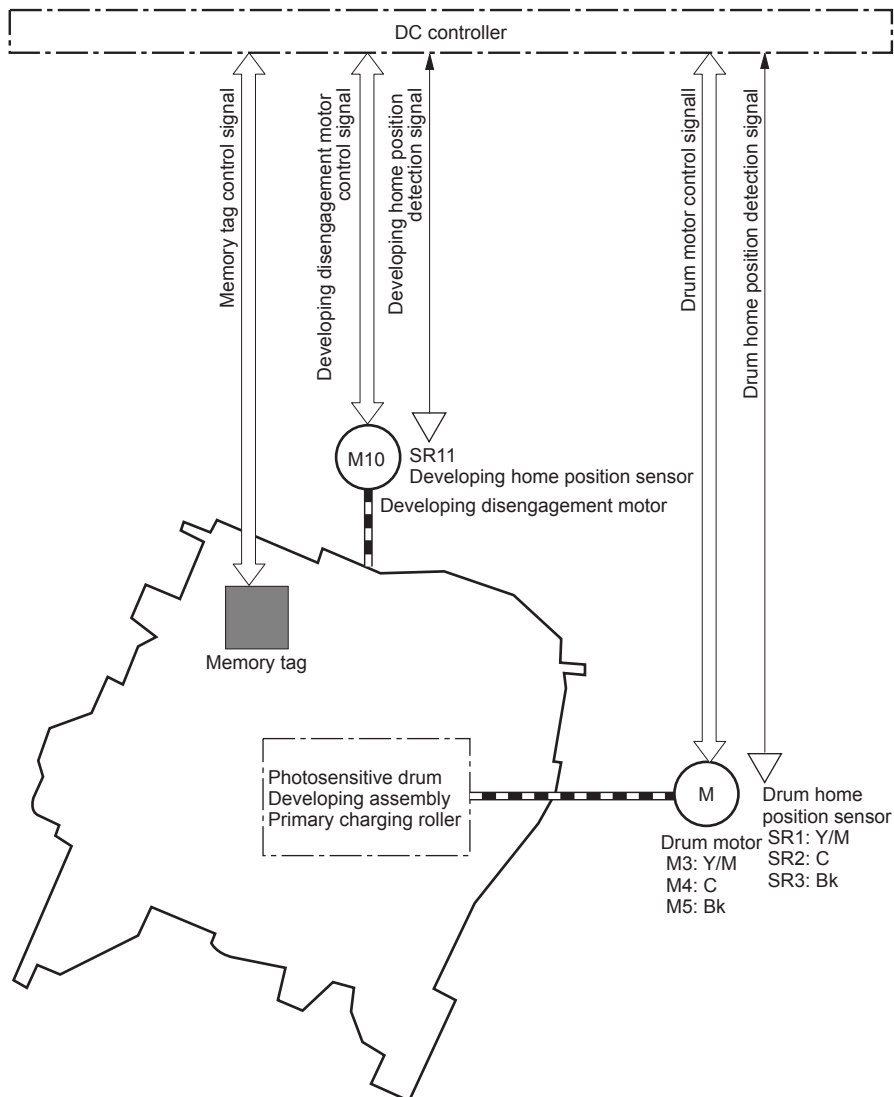 DC controller
Memory tag control signal
Developing disengagement motor
control signal
Developing home position
detection signal
Drum motor control signall
Drum home position detection signal
M10
SR11
Developing home position sensor
Developing disengagement motor
Memory tag
Photosensitive drum
Developing assembly
Primary charging roller
M
Drum motor
M3: Y/M
M4: C
M5: Bk
Drum home
position sensor
SR1: Y/M
SR2: C
SR3: Bk